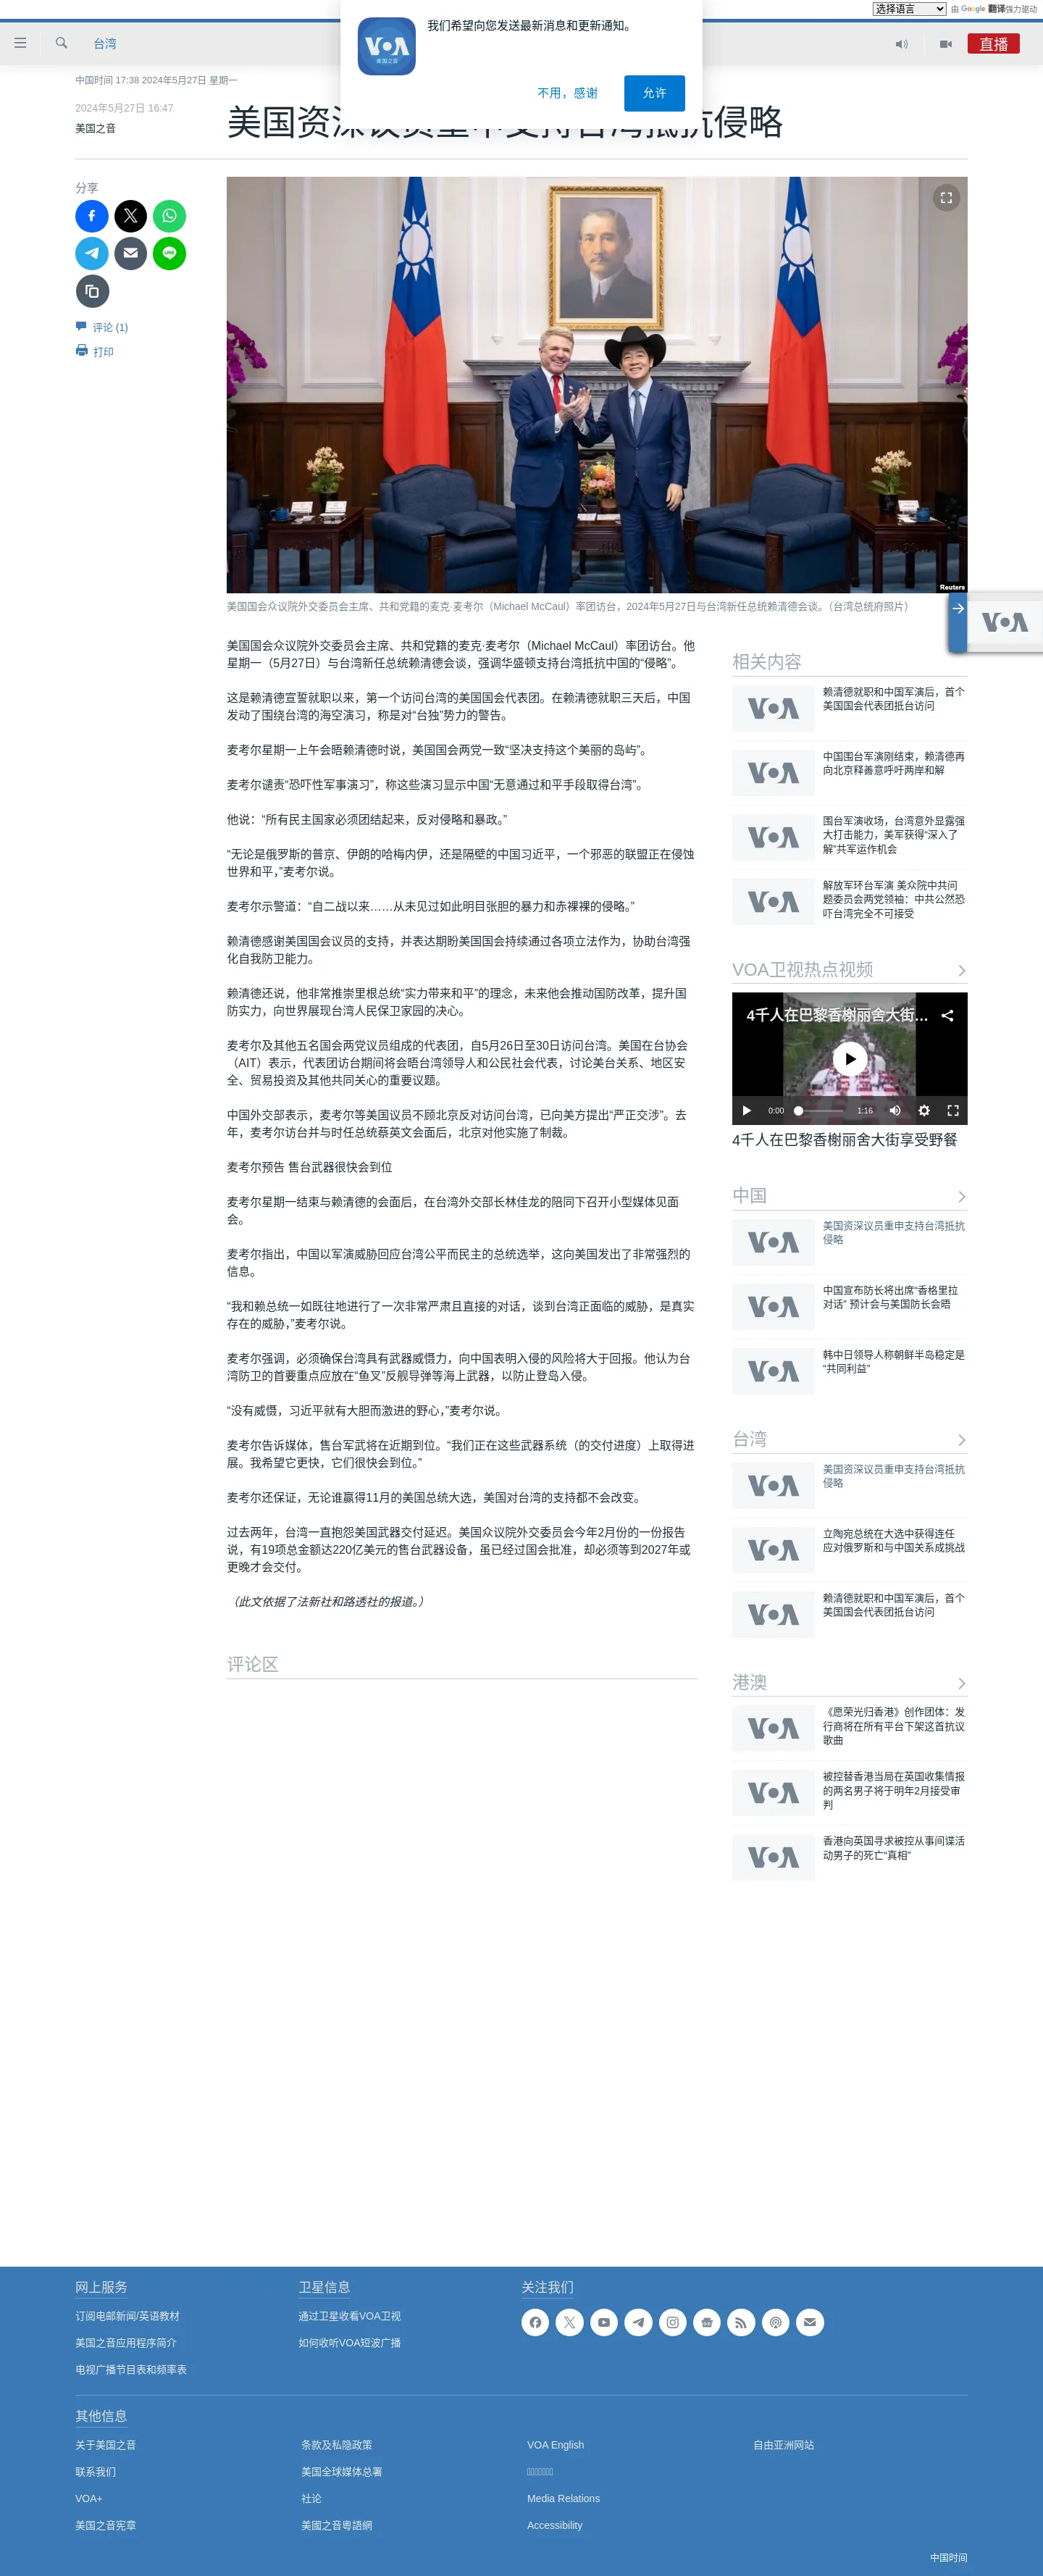 选择语言 由 Google 翻译强力驱动
我们希望向您发送最新消息和更新通知。
VOA
美国之音
不用，感谢 允许
台湾
直播
中国时间 17:38 2024年5月27日 星期一
2024年5月27日 16:47
美国之音
美国资深议员重申支持台湾抵抗侵略
分享
LINE
评论 (1)
打印
Reuters
美国国会众议院外交委员会主席、共和党籍的麦克·麦考尔（Michael McCaul）率团访台，2024年5月27日与台湾新任总统赖清德会谈。（台湾总统府照片）
美国国会众议院外交委员会主席、共和党籍的麦克·麦考尔（Michael McCaul）率团访台。他
星期一（5月27日）与台湾新任总统赖清德会谈，强调华盛顿支持台湾抵抗中国的“侵略”。
这是赖清德宣誓就职以来，第一个访问台湾的美国国会代表团。在赖清德就职三天后，中国
发动了围绕台湾的海空演习，称是对“台独”势力的警告。
麦考尔星期一上午会晤赖清德时说，美国国会两党一致“坚决支持这个美丽的岛屿”。
麦考尔谴责“恐吓性军事演习”，称这些演习显示中国“无意通过和平手段取得台湾”。
他说：“所有民主国家必须团结起来，反对侵略和暴政。”
“无论是俄罗斯的普京、伊朗的哈梅内伊，还是隔壁的中国习近平，一个邪恶的联盟正在侵蚀
世界和平，”麦考尔说。
麦考尔示警道：“自二战以来……从未见过如此明目张胆的暴力和赤裸裸的侵略。”
赖清德感谢美国国会议员的支持，并表达期盼美国国会持续通过各项立法作为，协助台湾强
化自我防卫能力。
赖清德还说，他非常推崇里根总统“实力带来和平”的理念，未来他会推动国防改革，提升国
防实力，向世界展现台湾人民保卫家园的决心。
麦考尔及其他五名国会两党议员组成的代表团，自5月26日至30日访问台湾。美国在台协会
（AIT）表示，代表团访台期间将会晤台湾领导人和公民社会代表，讨论美台关系、地区安
全、贸易投资及其他共同关心的重要议题。
中国外交部表示，麦考尔等美国议员不顾北京反对访问台湾，已向美方提出“严正交涉”。去
年，麦考尔访台并与时任总统蔡英文会面后，北京对他实施了制裁。
麦考尔预告 售台武器很快会到位
麦考尔星期一结束与赖清德的会面后，在台湾外交部长林佳龙的陪同下召开小型媒体见面
会。
麦考尔指出，中国以军演威胁回应台湾公平而民主的总统选举，这向美国发出了非常强烈的
信息。
“我和赖总统一如既往地进行了一次非常严肃且直接的对话，谈到台湾正面临的威胁，是真实
存在的威胁，”麦考尔说。
麦考尔强调，必须确保台湾具有武器威慑力，向中国表明入侵的风险将大于回报。他认为台
湾防卫的首要重点应放在“鱼叉”反舰导弹等海上武器，以防止登岛入侵。
“没有威慑，习近平就有大胆而激进的野心，”麦考尔说。
麦考尔告诉媒体，售台军武将在近期到位。“我们正在这些武器系统（的交付进度）上取得进
展。我希望它更快，它们很快会到位。”
麦考尔还保证，无论谁赢得11月的美国总统大选，美国对台湾的支持都不会改变。
过去两年，台湾一直抱怨美国武器交付延迟。美国众议院外交委员会今年2月份的一份报告
说，有19项总金额达220亿美元的售台武器设备，虽已经过国会批准，却必须等到2027年或
更晚才会交付。
（此文依据了法新社和路透社的报道。）
评论区
VOA
相关内容
VOA
赖清德就职和中国军演后，首个
美国国会代表团抵台访问
VOA
中国围台军演刚结束，赖清德再
向北京释善意呼吁两岸和解
VOA
围台军演收场，台湾意外显露强
大打击能力，美军获得“深入了
解”共军运作机会
VOA
解放军环台军演 美众院中共问
题委员会两党领袖：中共公然恐
吓台湾完全不可接受
VOA卫视热点视频
4千人在巴黎香榭丽舍大街…
0:00 1:16
4千人在巴黎香榭丽舍大街享受野餐
中国
VOA
美国资深议员重申支持台湾抵抗
侵略
VOA
中国宣布防长将出席“香格里拉
对话” 预计会与美国防长会晤
VOA
韩中日领导人称朝鲜半岛稳定是
“共同利益”
台湾
VOA
美国资深议员重申支持台湾抵抗
侵略
VOA
立陶宛总统在大选中获得连任
应对俄罗斯和与中国关系成挑战
VOA
赖清德就职和中国军演后，首个
美国国会代表团抵台访问
港澳
VOA
《愿荣光归香港》创作团体：发
行商将在所有平台下架这首抗议
歌曲
VOA
被控替香港当局在英国收集情报
的两名男子将于明年2月接受审
判
VOA
香港向英国寻求被控从事间谍活
动男子的死亡“真相”
网上服务
订阅电邮新闻/英语教材
美国之音应用程序简介
电视广播节目表和频率表
卫星信息
通过卫星收看VOA卫视
如何收听VOA短波广播
关注我们
其他信息
关于美国之音
联系我们
VOA+
美国之音宪章
条款及私隐政策
美国全球媒体总署
社论
美國之音粵語網
VOA English
Media Relations
Accessibility
自由亚洲网站
中国时间